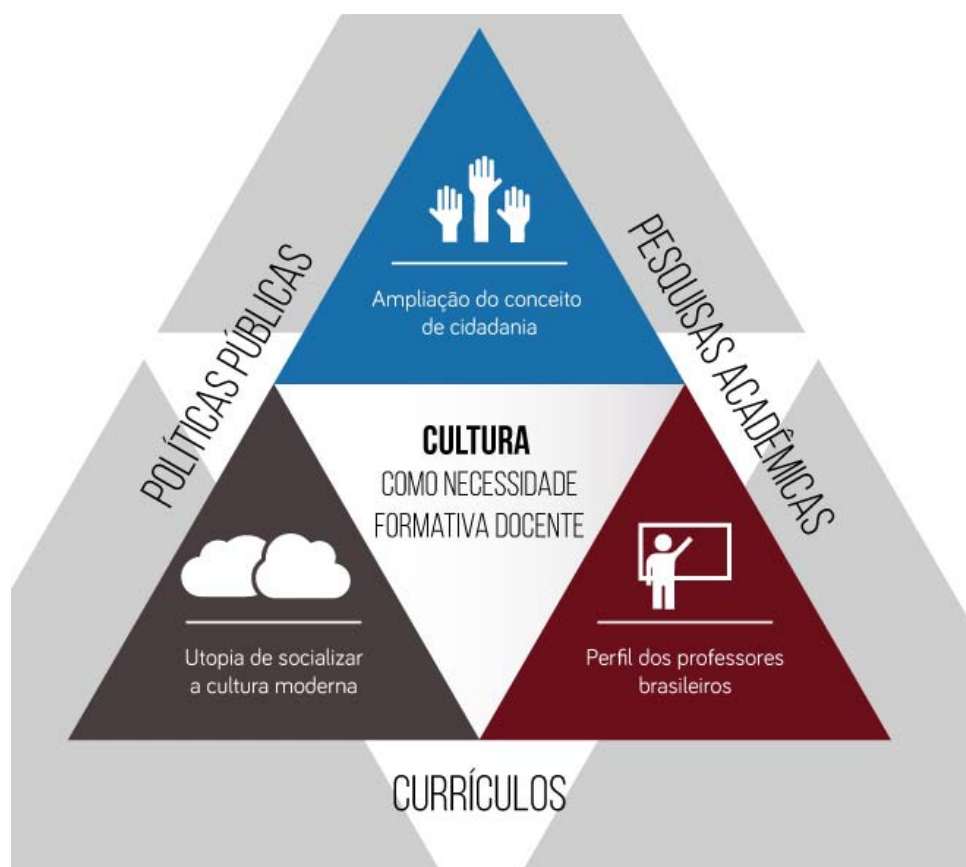 Ampliação do conceito
de cidadania
POLÍTICAS PÚBLICAS
PESQUISAS ACADÊMICAS
CULTURA
COMO NECESSIDADE
FORMATIVA DOCENTE
Utopia de socializar
a cultura moderna
Perfil dos professores
brasileiros
CURRÍCULOS